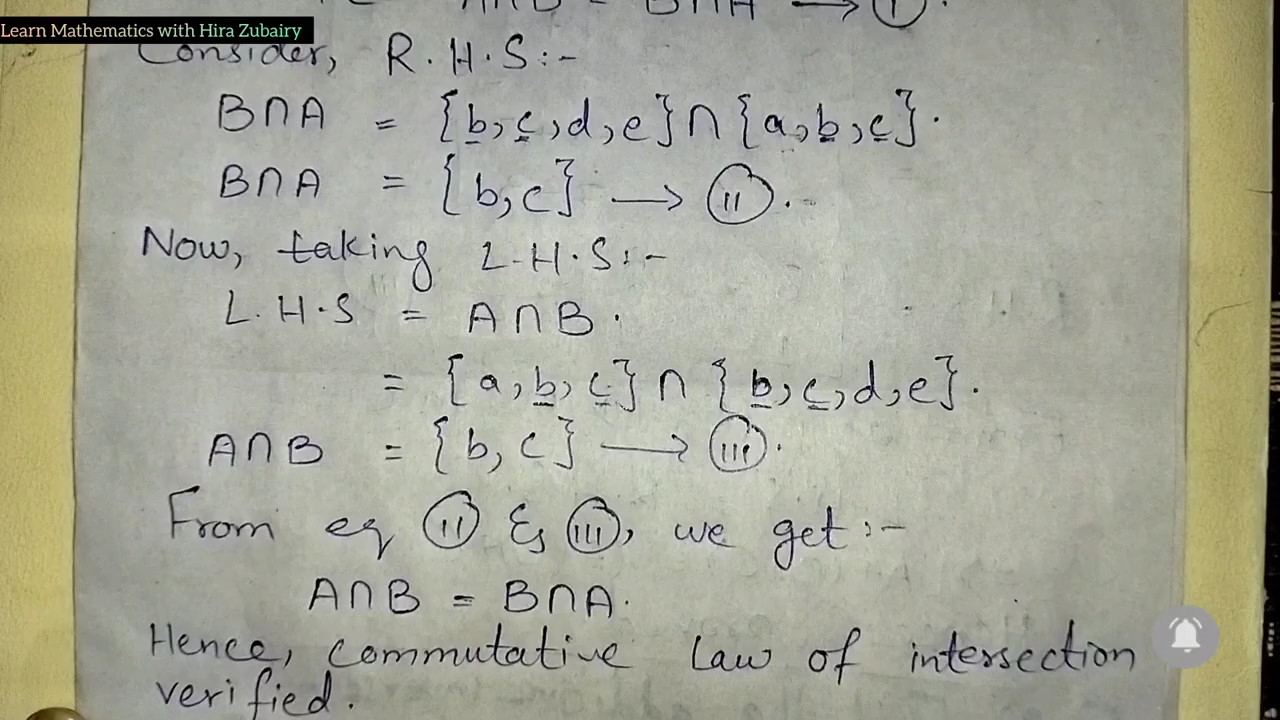 A∩B = B∩A → (I).
Learn Mathematics with Hira Zubairy
Consider, R.H.S:-
B∩A = {b,c,d,e}∩{a,b,c}.
B∩A = {b,c} → (II).-
Now, taking L.H.S:-
L.H.S = A∩B.
= {a,b,c}∩{b,c,d,e}.
A∩B = {b,c} → (III).
From eq (II) & (III), we get:-
A∩B = B∩A.
Hence, commutative law of intersection
verified.